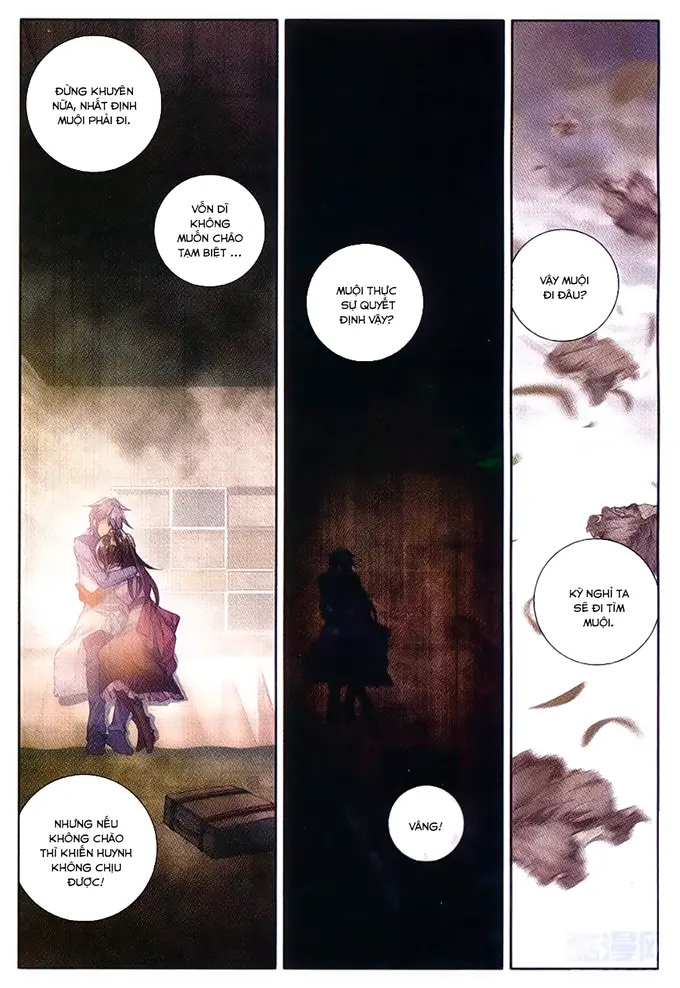 ĐỪNG KHUYÊN
NỮA, NHẤT ĐỊNH
MUỘI PHẢI ĐI.
VỐN DĨ
KHÔNG
MUỐN CHÀO
TẠM BIỆT ...
NHƯNG NẾU
KHÔNG CHÀO
THÌ KHIẾN HUYNH
KHÔNG CHỊU
ĐƯỢC!
MUỘI THỰC
SỰ QUYẾT
ĐỊNH VẬY?
VÂNG!
VẬY MUỘI
ĐI ĐÂU?
KỲ NGHỈ TA
SẼ ĐI TÌM
MUỘI.